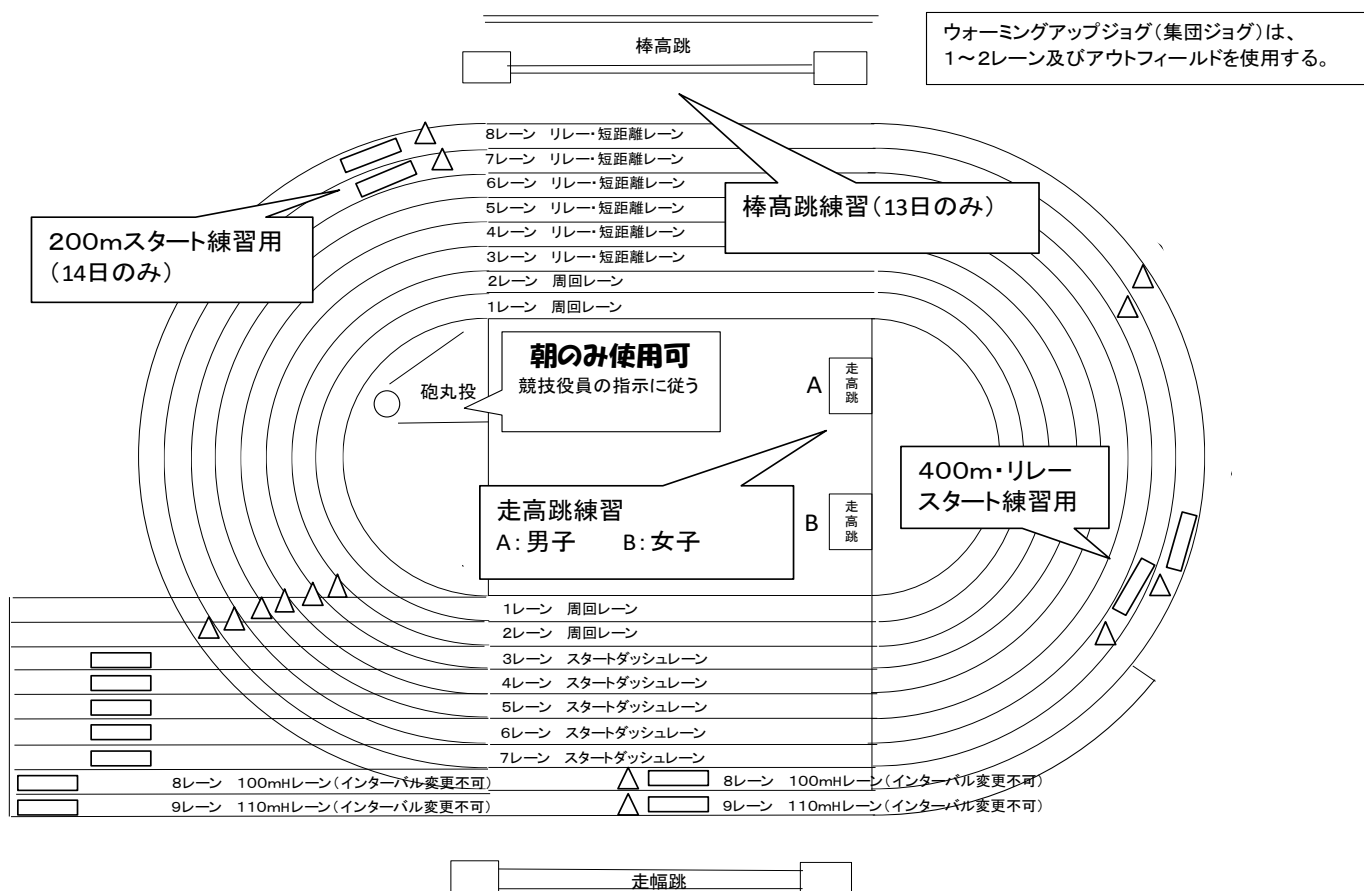 棒高跳
ウォーミングアップジョグ(集団ジョグ)は、
1～2レーン及びアウトフィールドを使用する。
8レーン　リレー・短距離レーン
7レーン　リレー・短距離レーン
6レーン　リレー・短距離レーン
5レーン　リレー・短距離レーン
4レーン　リレー・短距離レーン
3レーン　リレー・短距離レーン
2レーン　周回レーン
1レーン　周回レーン
棒髙跳練習(13日のみ)
200mスタート練習用
(14日のみ)
朝のみ使用可
競技役員の指示に従う
砲丸投
A
走高跳
走高跳練習
A：男子　　B：女子
B
走高跳
400m・リレー
スタート練習用
1レーン　周回レーン
2レーン　周回レーン
3レーン　スタートダッシュレーン
4レーン　スタートダッシュレーン
5レーン　スタートダッシュレーン
6レーン　スタートダッシュレーン
7レーン　スタートダッシュレーン
8レーン　100mHレーン(インターバル変更不可)
8レーン　100mHレーン(インターバル変更不可)
9レーン　110mHレーン(インターバル変更不可)
9レーン　110mHレーン(インターバル変更不可)
走幅跳